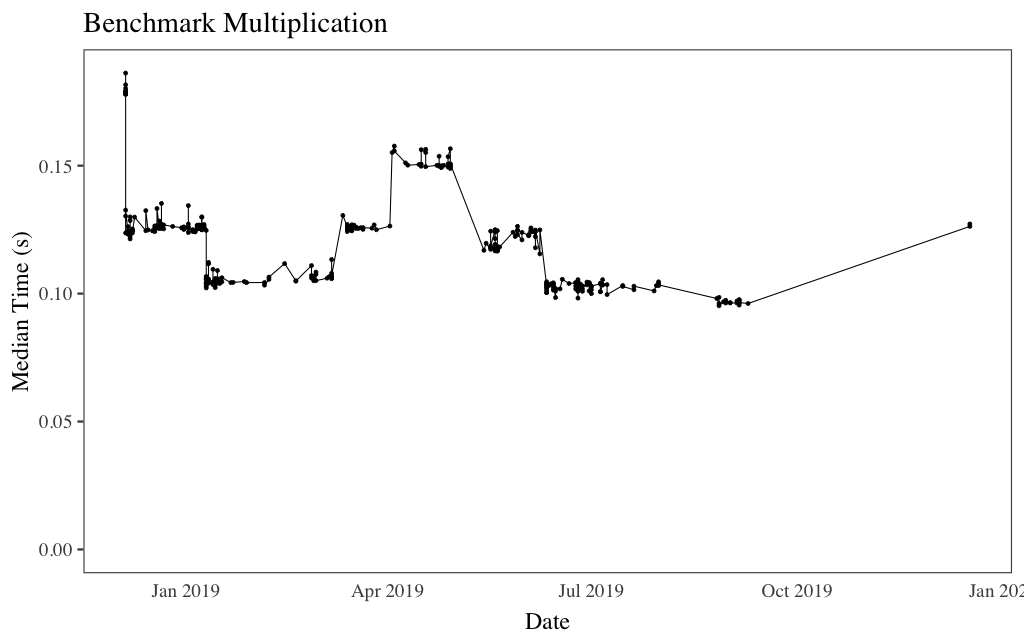 Benchmark Multiplication
Median Time (s)
0.15
0.10
0.05
0.00
Jan 2019
Apr 2019
Jul 2019
Oct 2019
Jan 202
Date